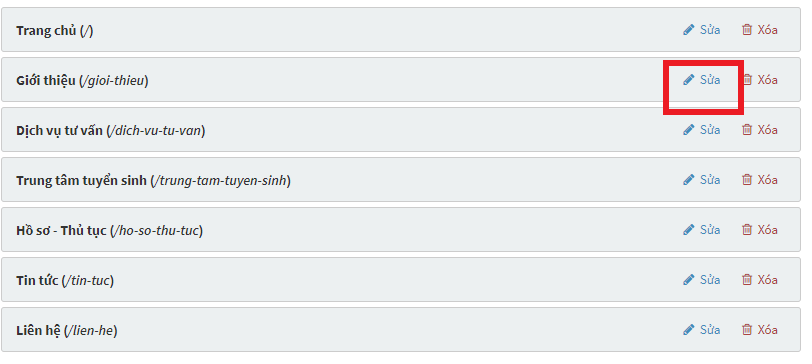 Trang chủ (/) Sửa Xóa
Giới thiệu (/gioi-thieu) Sửa Xóa
Dịch vụ tư vấn (/dich-vu-tu-van) Sửa Xóa
Trung tâm tuyển sinh (/trung-tam-tuyen-sinh) Sửa Xóa
Hồ sơ - Thủ tục (/ho-so-thu-tuc) Sửa Xóa
Tin tức (/tin-tuc) Sửa Xóa
Liên hệ (/lien-he) Sửa Xóa